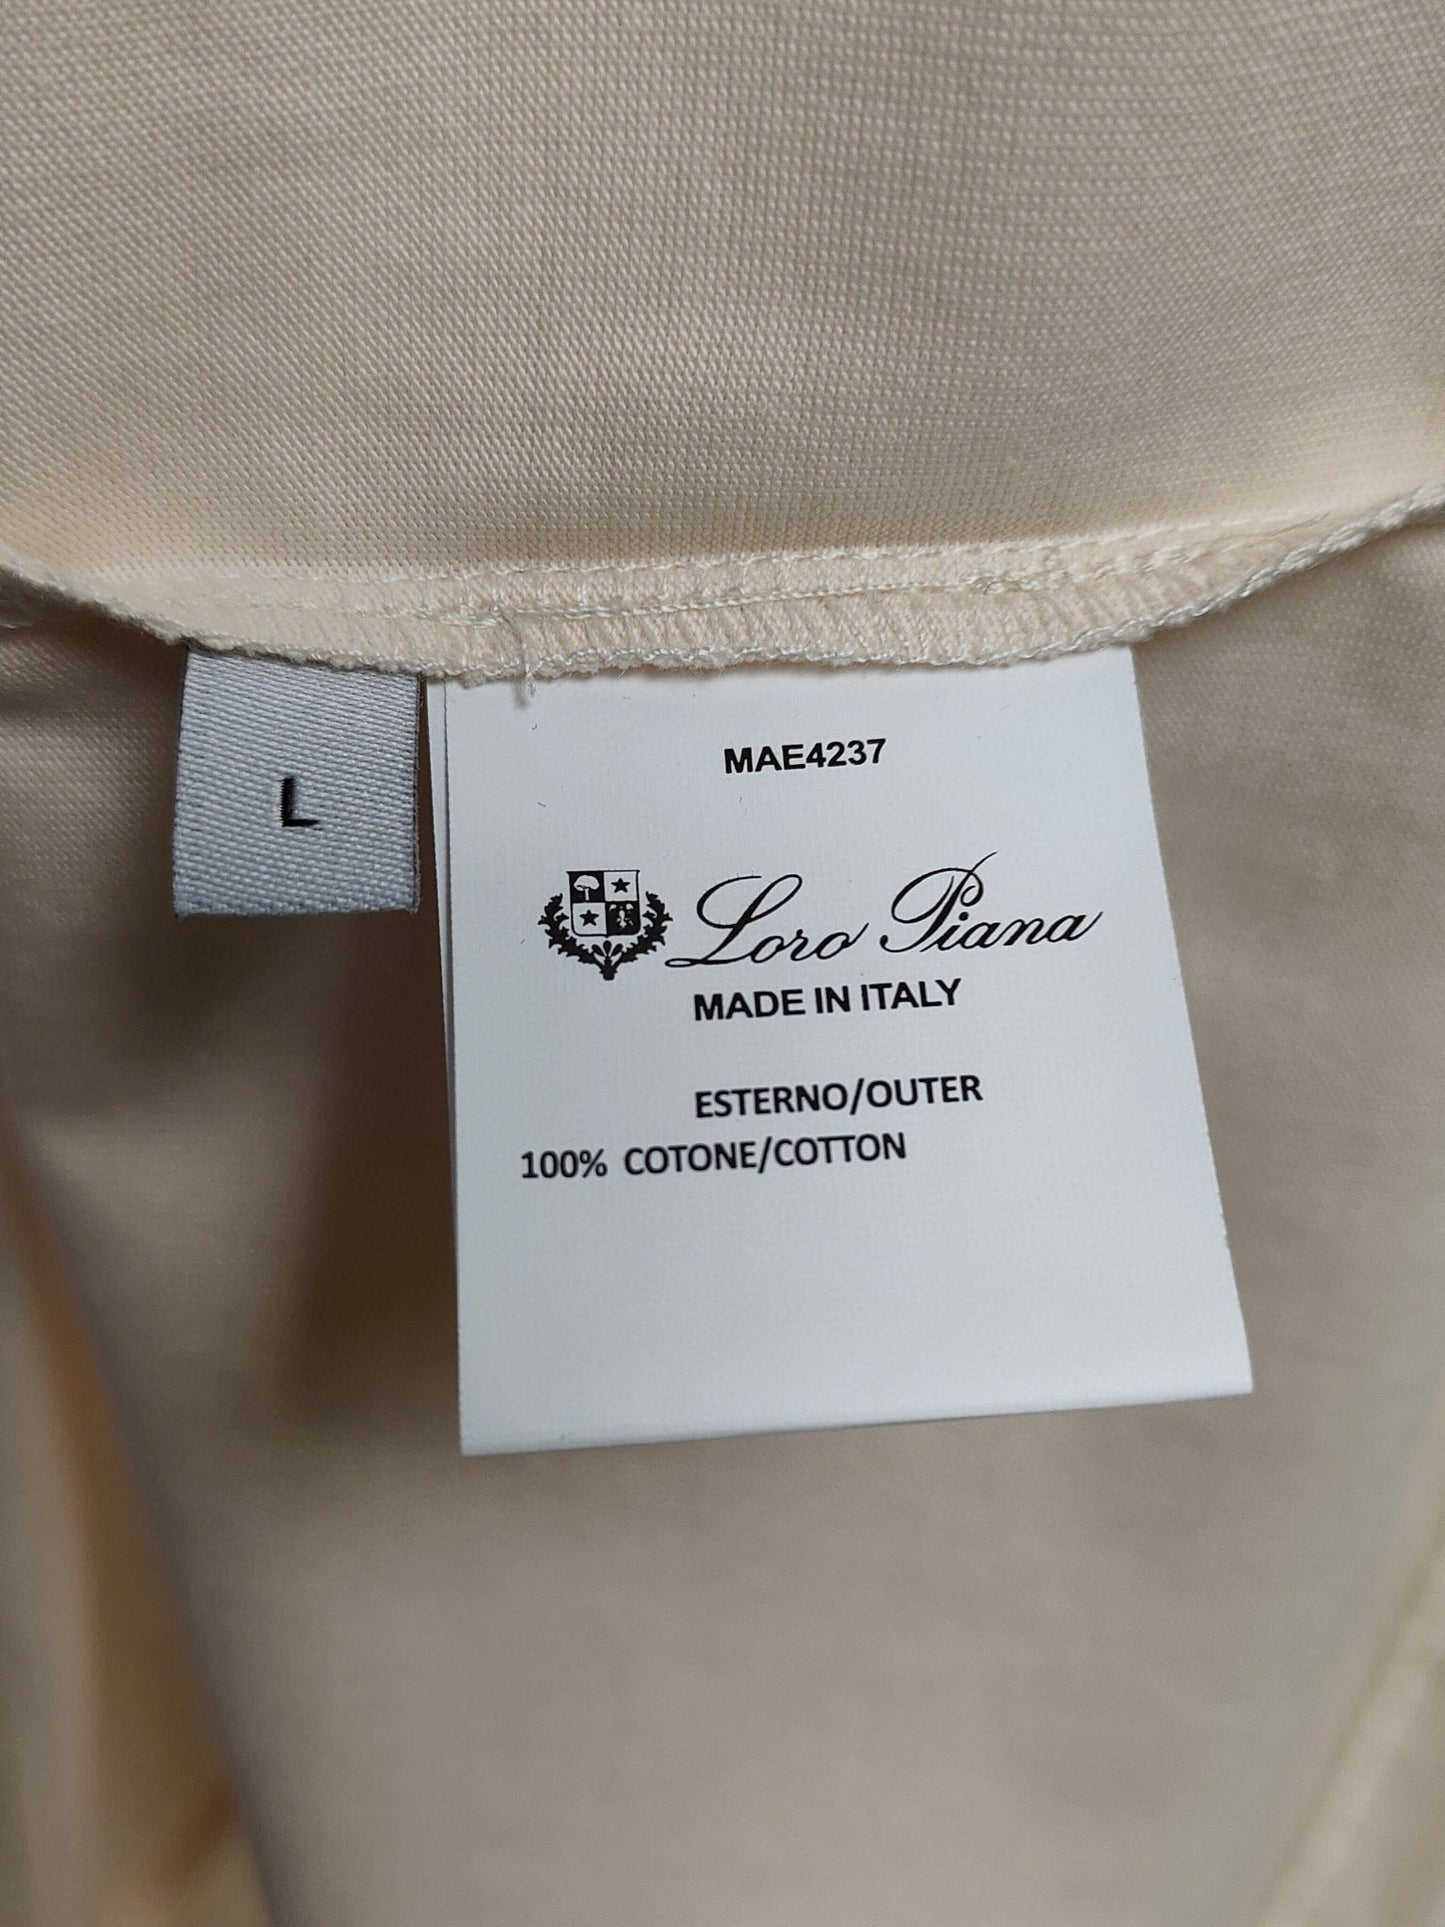 L
MAE4237
Loro Piana
MADE IN ITALY
ESTERNO/OUTER
100% COTONE/COTTON